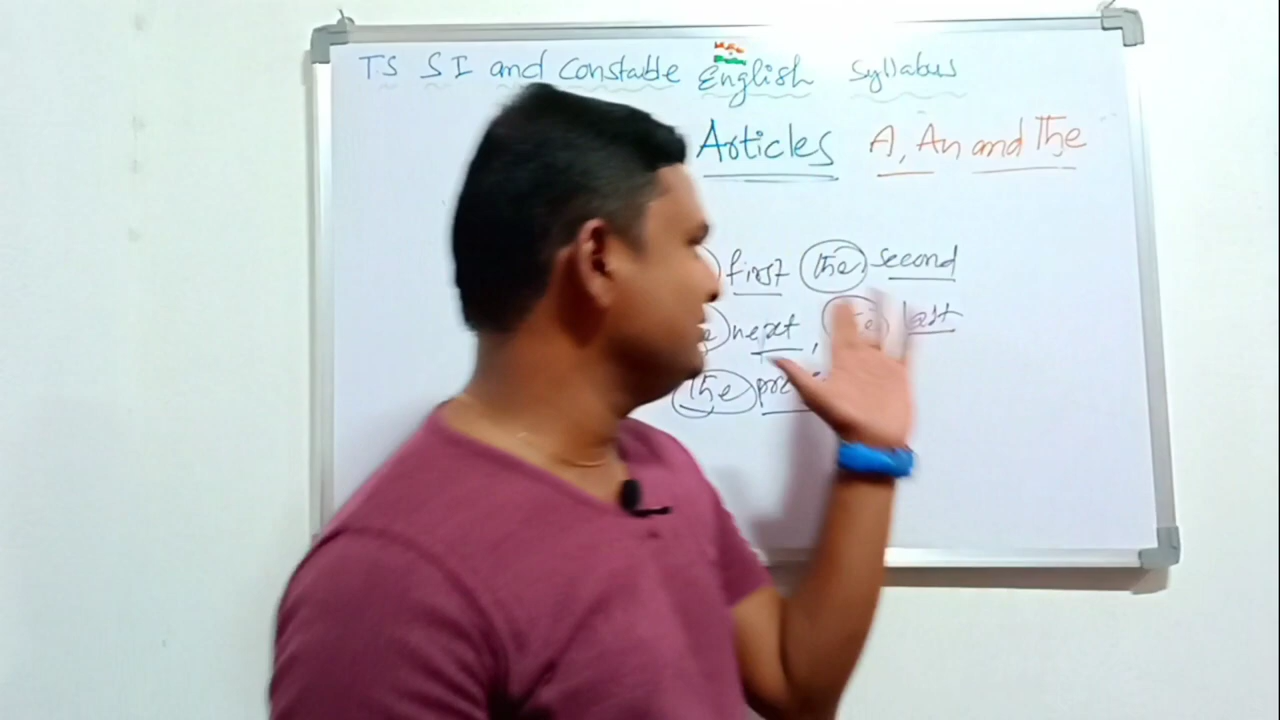 TS SI and Constable English Syllabus
Articles A, An and The
first the second
next, last
the